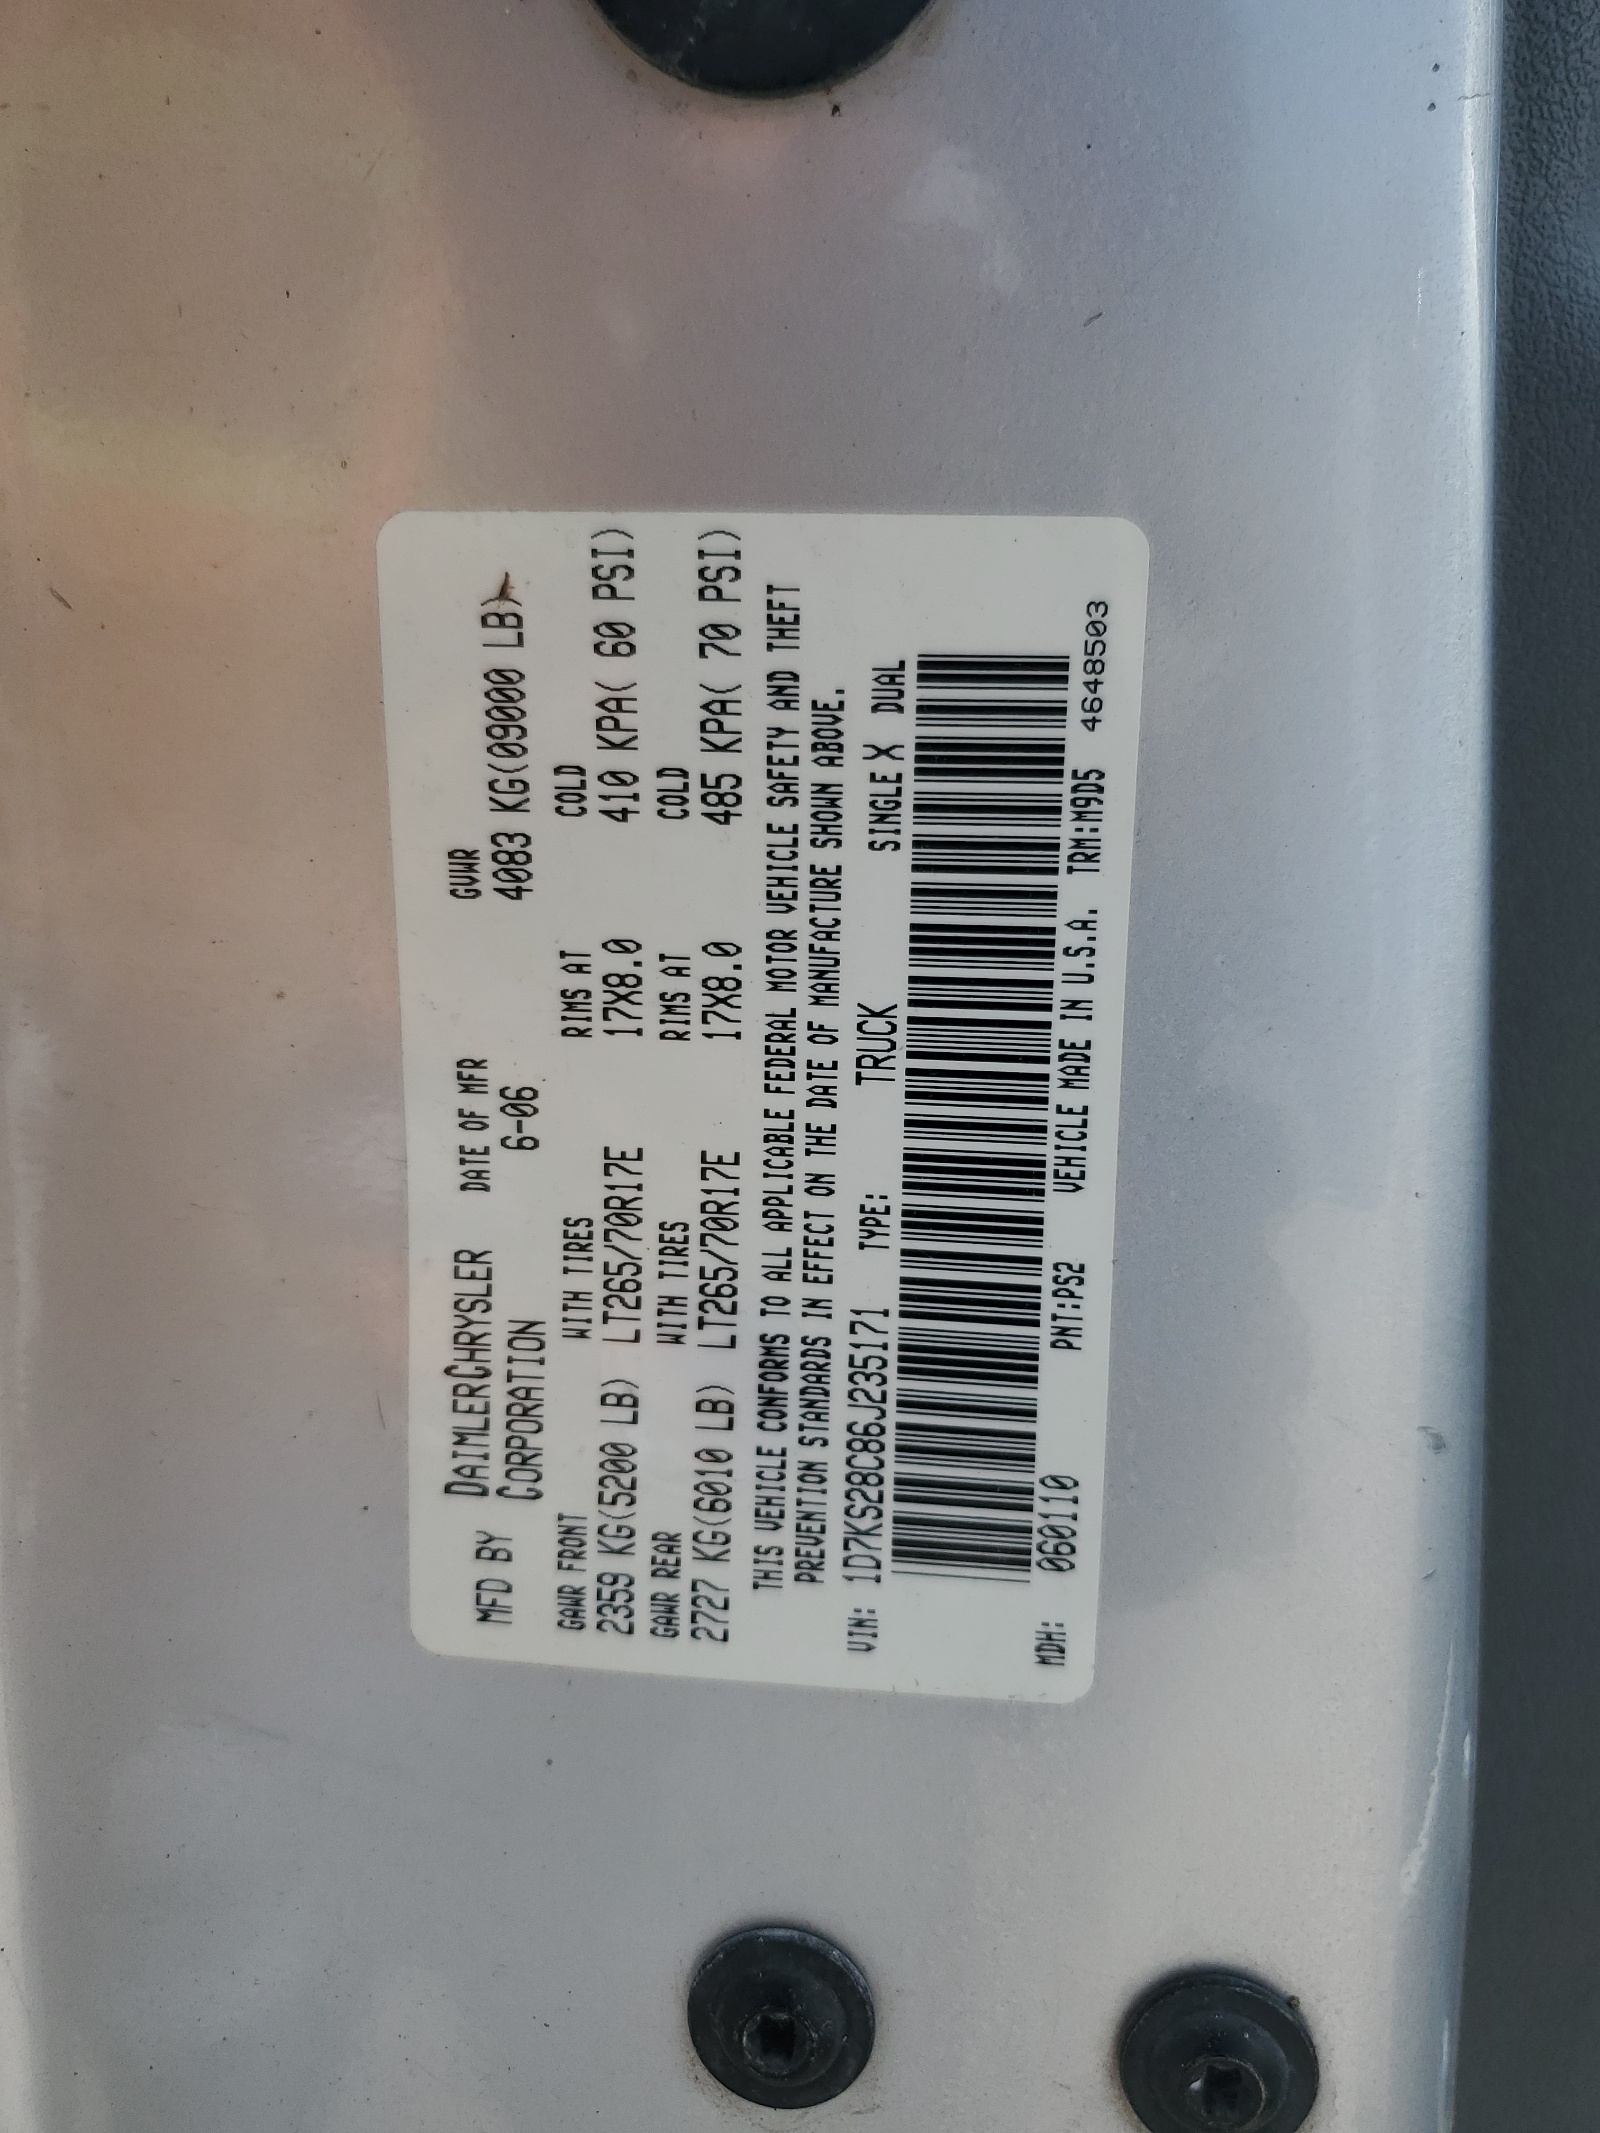 MFD BY DAIMLERCHRYSLER DATE OF MFR GVWR
CORPORATION 6-06 4083 KG(09000 LB)
GAWR FRONT WITH TIRES RIMS AT COLD
2359 KG(5200 LB) LT265/70R17E 17X8.0 410 KPA( 60 PSI)
GAWR REAR WITH TIRES RIMS AT COLD
2727 KG(6010 LB) LT265/70R17E 17X8.0 485 KPA( 70 PSI)
THIS VEHICLE CONFORMS TO ALL APPLICABLE FEDERAL MOTOR VEHICLE SAFETY AND THEFT
PREVENTION STANDARDS IN EFFECT ON THE DATE OF MANUFACTURE SHOWN ABOVE.
VIN: 1D7KS28C86J235171 TYPE: TRUCK SINGLE X DUAL
MDH: 060110 PNT:PS2 VEHICLE MADE IN U.S.A. TRM:M9D5 4648503